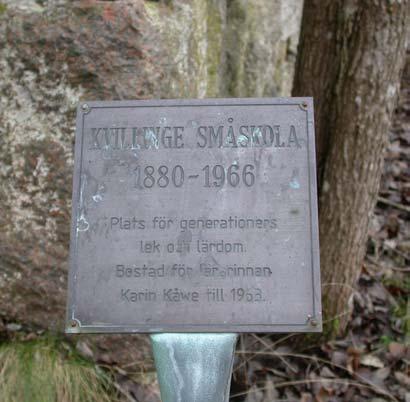 KVILLINGE SMÅSKOLA
1880-1966
Plats för generationers
lek och lärdom.
Bostad för lärarinnan
Karin Kåwe till 1963.